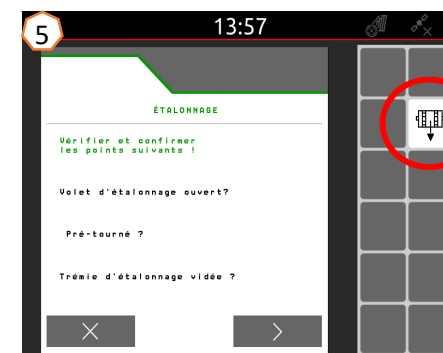 5
13:57
ÉTALONNAGE
Vérifier et confirmer
les points suivants !
Volet d'étalonnage ouvert?
Pré-tourné ?
Trémie d'étalonnage vidée ?